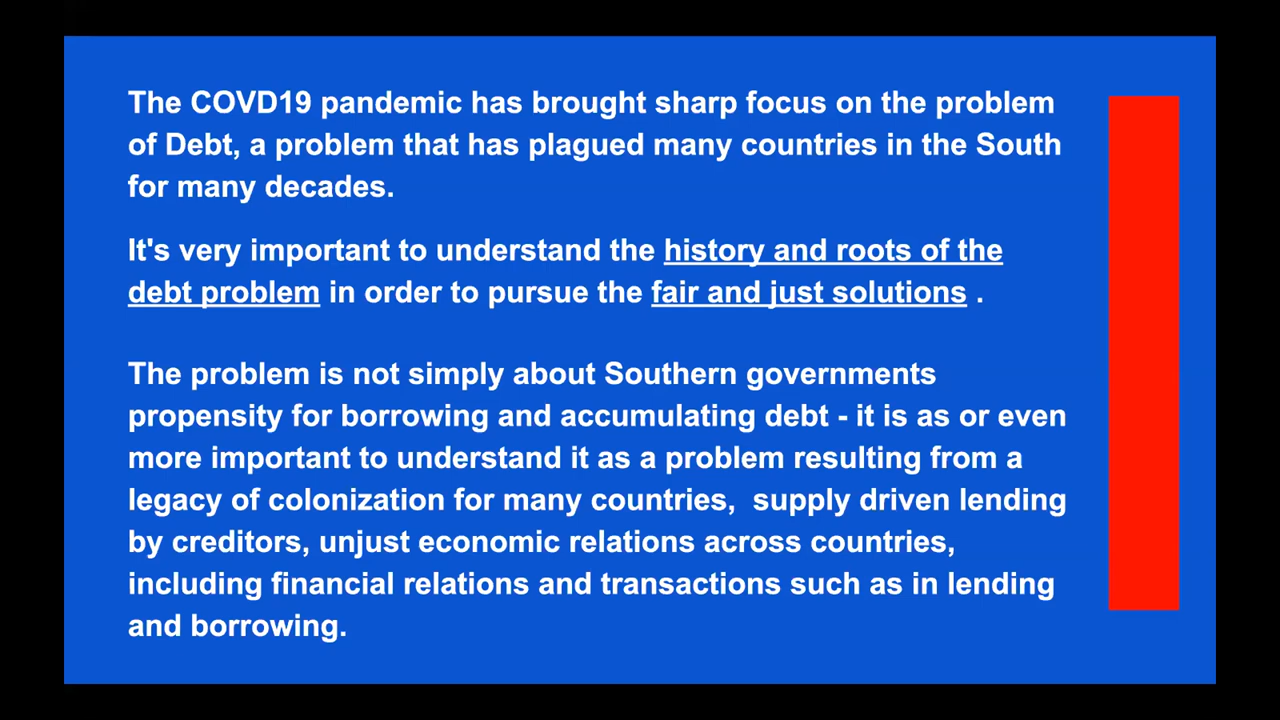 The COVD19 pandemic has brought sharp focus on the problem
of Debt, a problem that has plagued many countries in the South
for many decades.
It's very important to understand the history and roots of the
debt problem in order to pursue the fair and just solutions .
The problem is not simply about Southern governments
propensity for borrowing and accumulating debt - it is as or even
more important to understand it as a problem resulting from a
legacy of colonization for many countries,  supply driven lending
by creditors, unjust economic relations across countries,
including financial relations and transactions such as in lending
and borrowing.